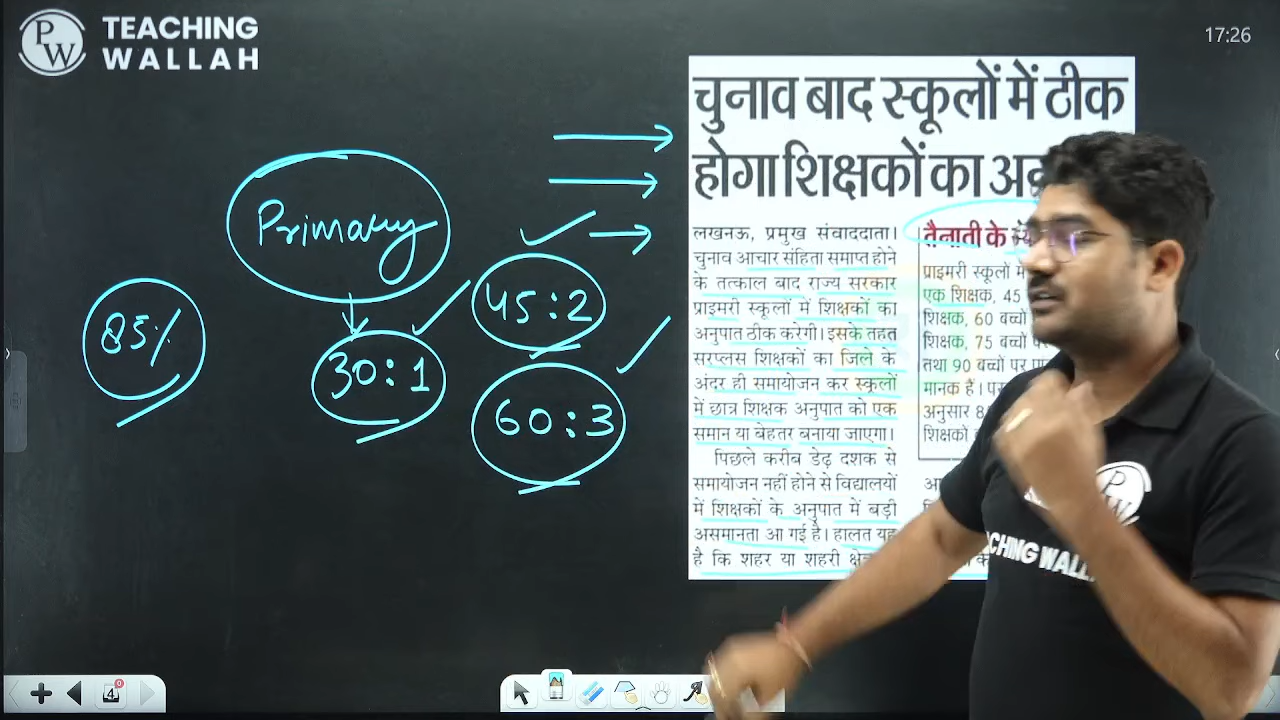 PW
TEACHING
WALLAH
17:26
Primary
85%
30:1
45:2
60:3
चुनाव बाद स्कूलों में ठीक
होगा शिक्षकों का
लखनऊ, प्रमुख संवाददाता।
चुनाव आचार संहिता समाप्त होने
के तत्काल बाद राज्य सरकार
प्राइमरी स्कूलों में शिक्षकों का
अनुपात ठीक करेगी। इसके तहत
सरप्लस शिक्षकों का जिले के
अंदर ही समायोजन कर स्कूलों
में छात्र शिक्षक अनुपात को एक
समान या बेहतर बनाया जाएगा।
पिछले करीब डेढ़ दशक से
समायोजन नहीं होने से विद्यालयों
में शिक्षकों के अनुपात में बड़ी
असमानता आ गई है। हालत यह
है कि शहर या शहरी
तैनाती के
प्राइमरी स्कूलों में
एक शिक्षक, 45
शिक्षक, 60 बच्चों
शिक्षक, 75 बच्चों
तथा 90 बच्चों पर
मानक हैं।
अनुसार
शिक्षकों
PW
TEACHING WALL
4